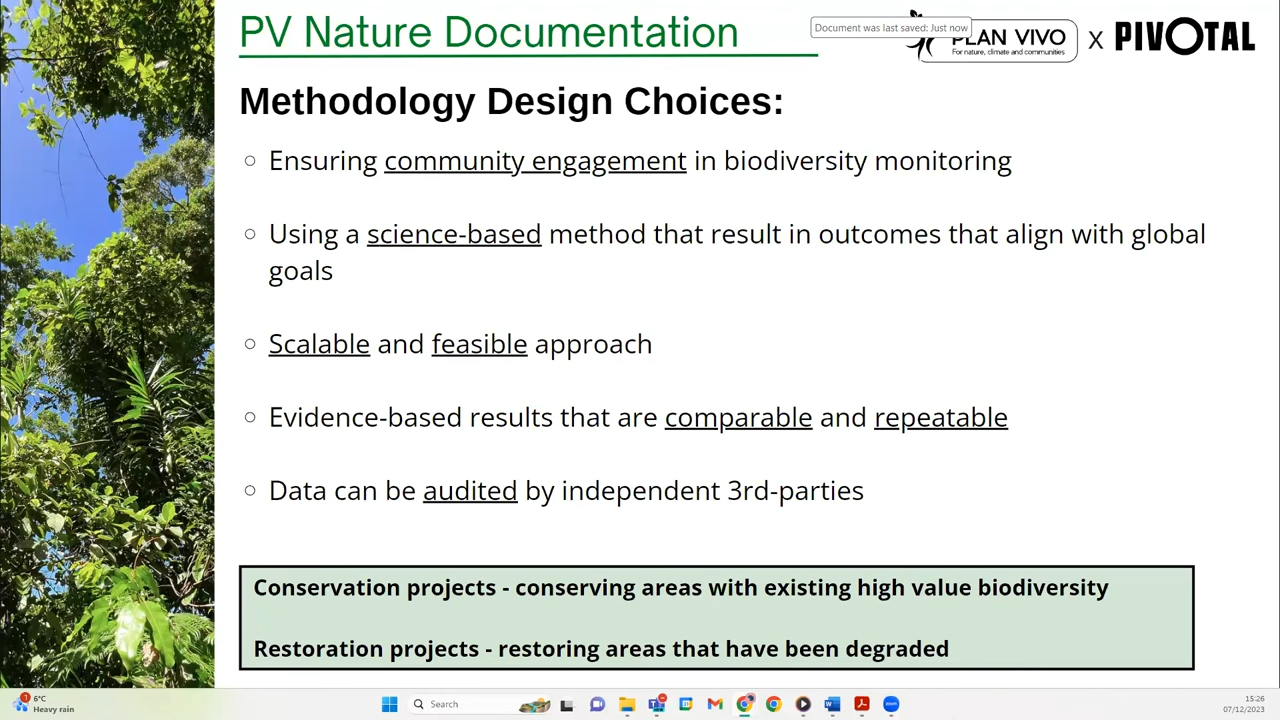 PV Nature Documentation
Document was last saved: Just now
PLAN VIVO
For nature, climate and communities
X
PIVOTAL
Methodology Design Choices:
Ensuring community engagement in biodiversity monitoring
Using a science-based method that result in outcomes that align with global
goals
Scalable and feasible approach
Evidence-based results that are comparable and repeatable
Data can be audited by independent 3rd-parties
Conservation projects - conserving areas with existing high value biodiversity
Restoration projects - restoring areas that have been degraded
1
6°C
Heavy rain
Search
15:26
07/12/2023